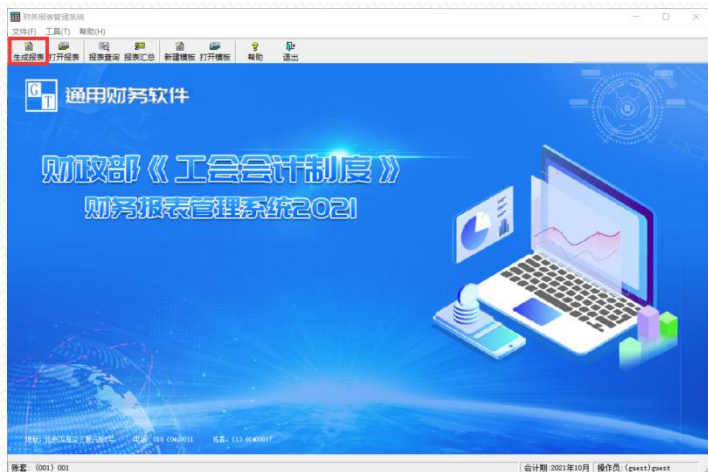 财务报表管理系统
文件(F) 工具(T) 帮助(H)
生成报表 打开报表 报表查询 报表汇总 新建模板 打开模板 帮助 退出
GT 通用财务软件
财政部《工会会计制度》
财务报表管理系统2021
账套: (001) 001 会计期:2021年10月 操作员:(guest)guest